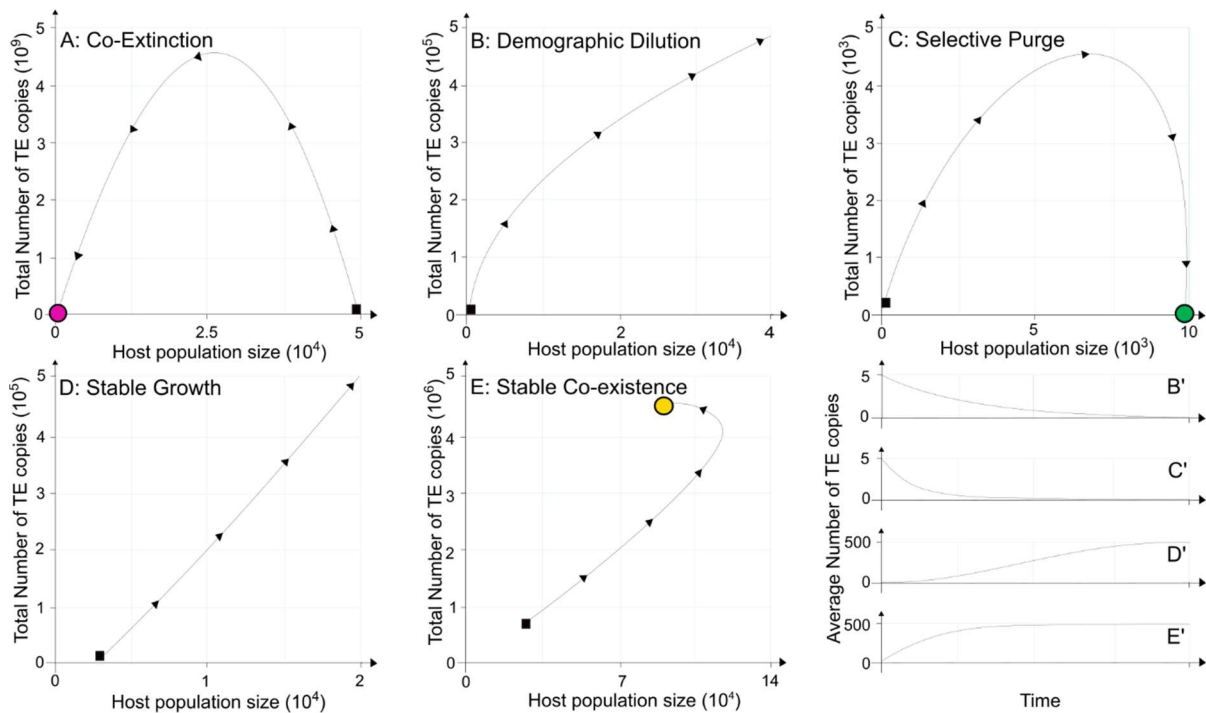 A: Co-Extinction
Total Number of TE copies (10⁹)
5
4
3
2
1
0
0
2.5
5
Host population size (10⁴)
B: Demographic Dilution
Total Number of TE copies (10⁵)
5
4
3
2
1
0
0
2
4
Host population size (10⁴)
C: Selective Purge
Total Number of TE copies (10³)
5
4
3
2
1
0
0
5
10
Host population size (10³)
D: Stable Growth
Total Number of TE copies (10⁵)
5
4
3
2
1
0
0
1
2
Host population size (10⁴)
E: Stable Co-existence
Total Number of TE copies (10⁶)
5
4
3
2
1
0
0
7
14
Host population size (10⁴)
Average Number of TE copies
5
0
B'
5
0
C'
500
0
D'
500
0
E'
Time